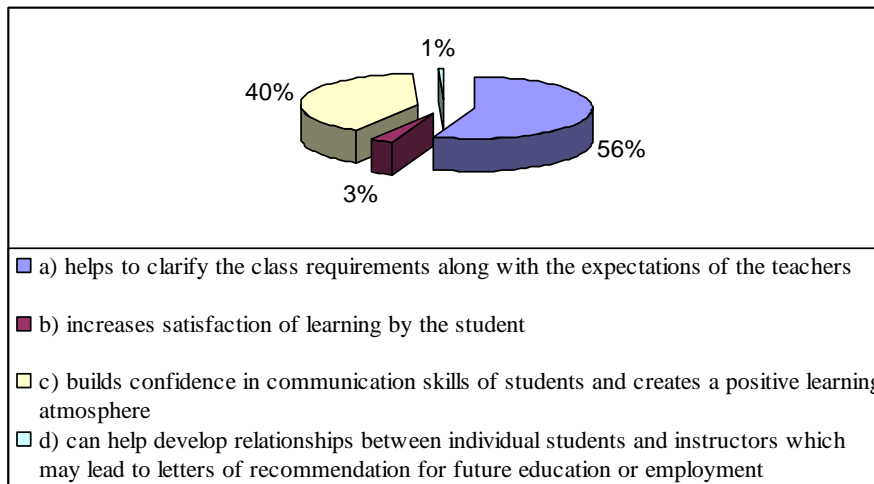 1%
40%
56%
3%
a) helps to clarify the class requirements along with the expectations of the teachers
b) increases satisfaction of learning by the student
c) builds confidence in communication skills of students and creates a positive learning
atmosphere
d) can help develop relationships between individual students and instructors which
may lead to letters of recommendation for future education or employment